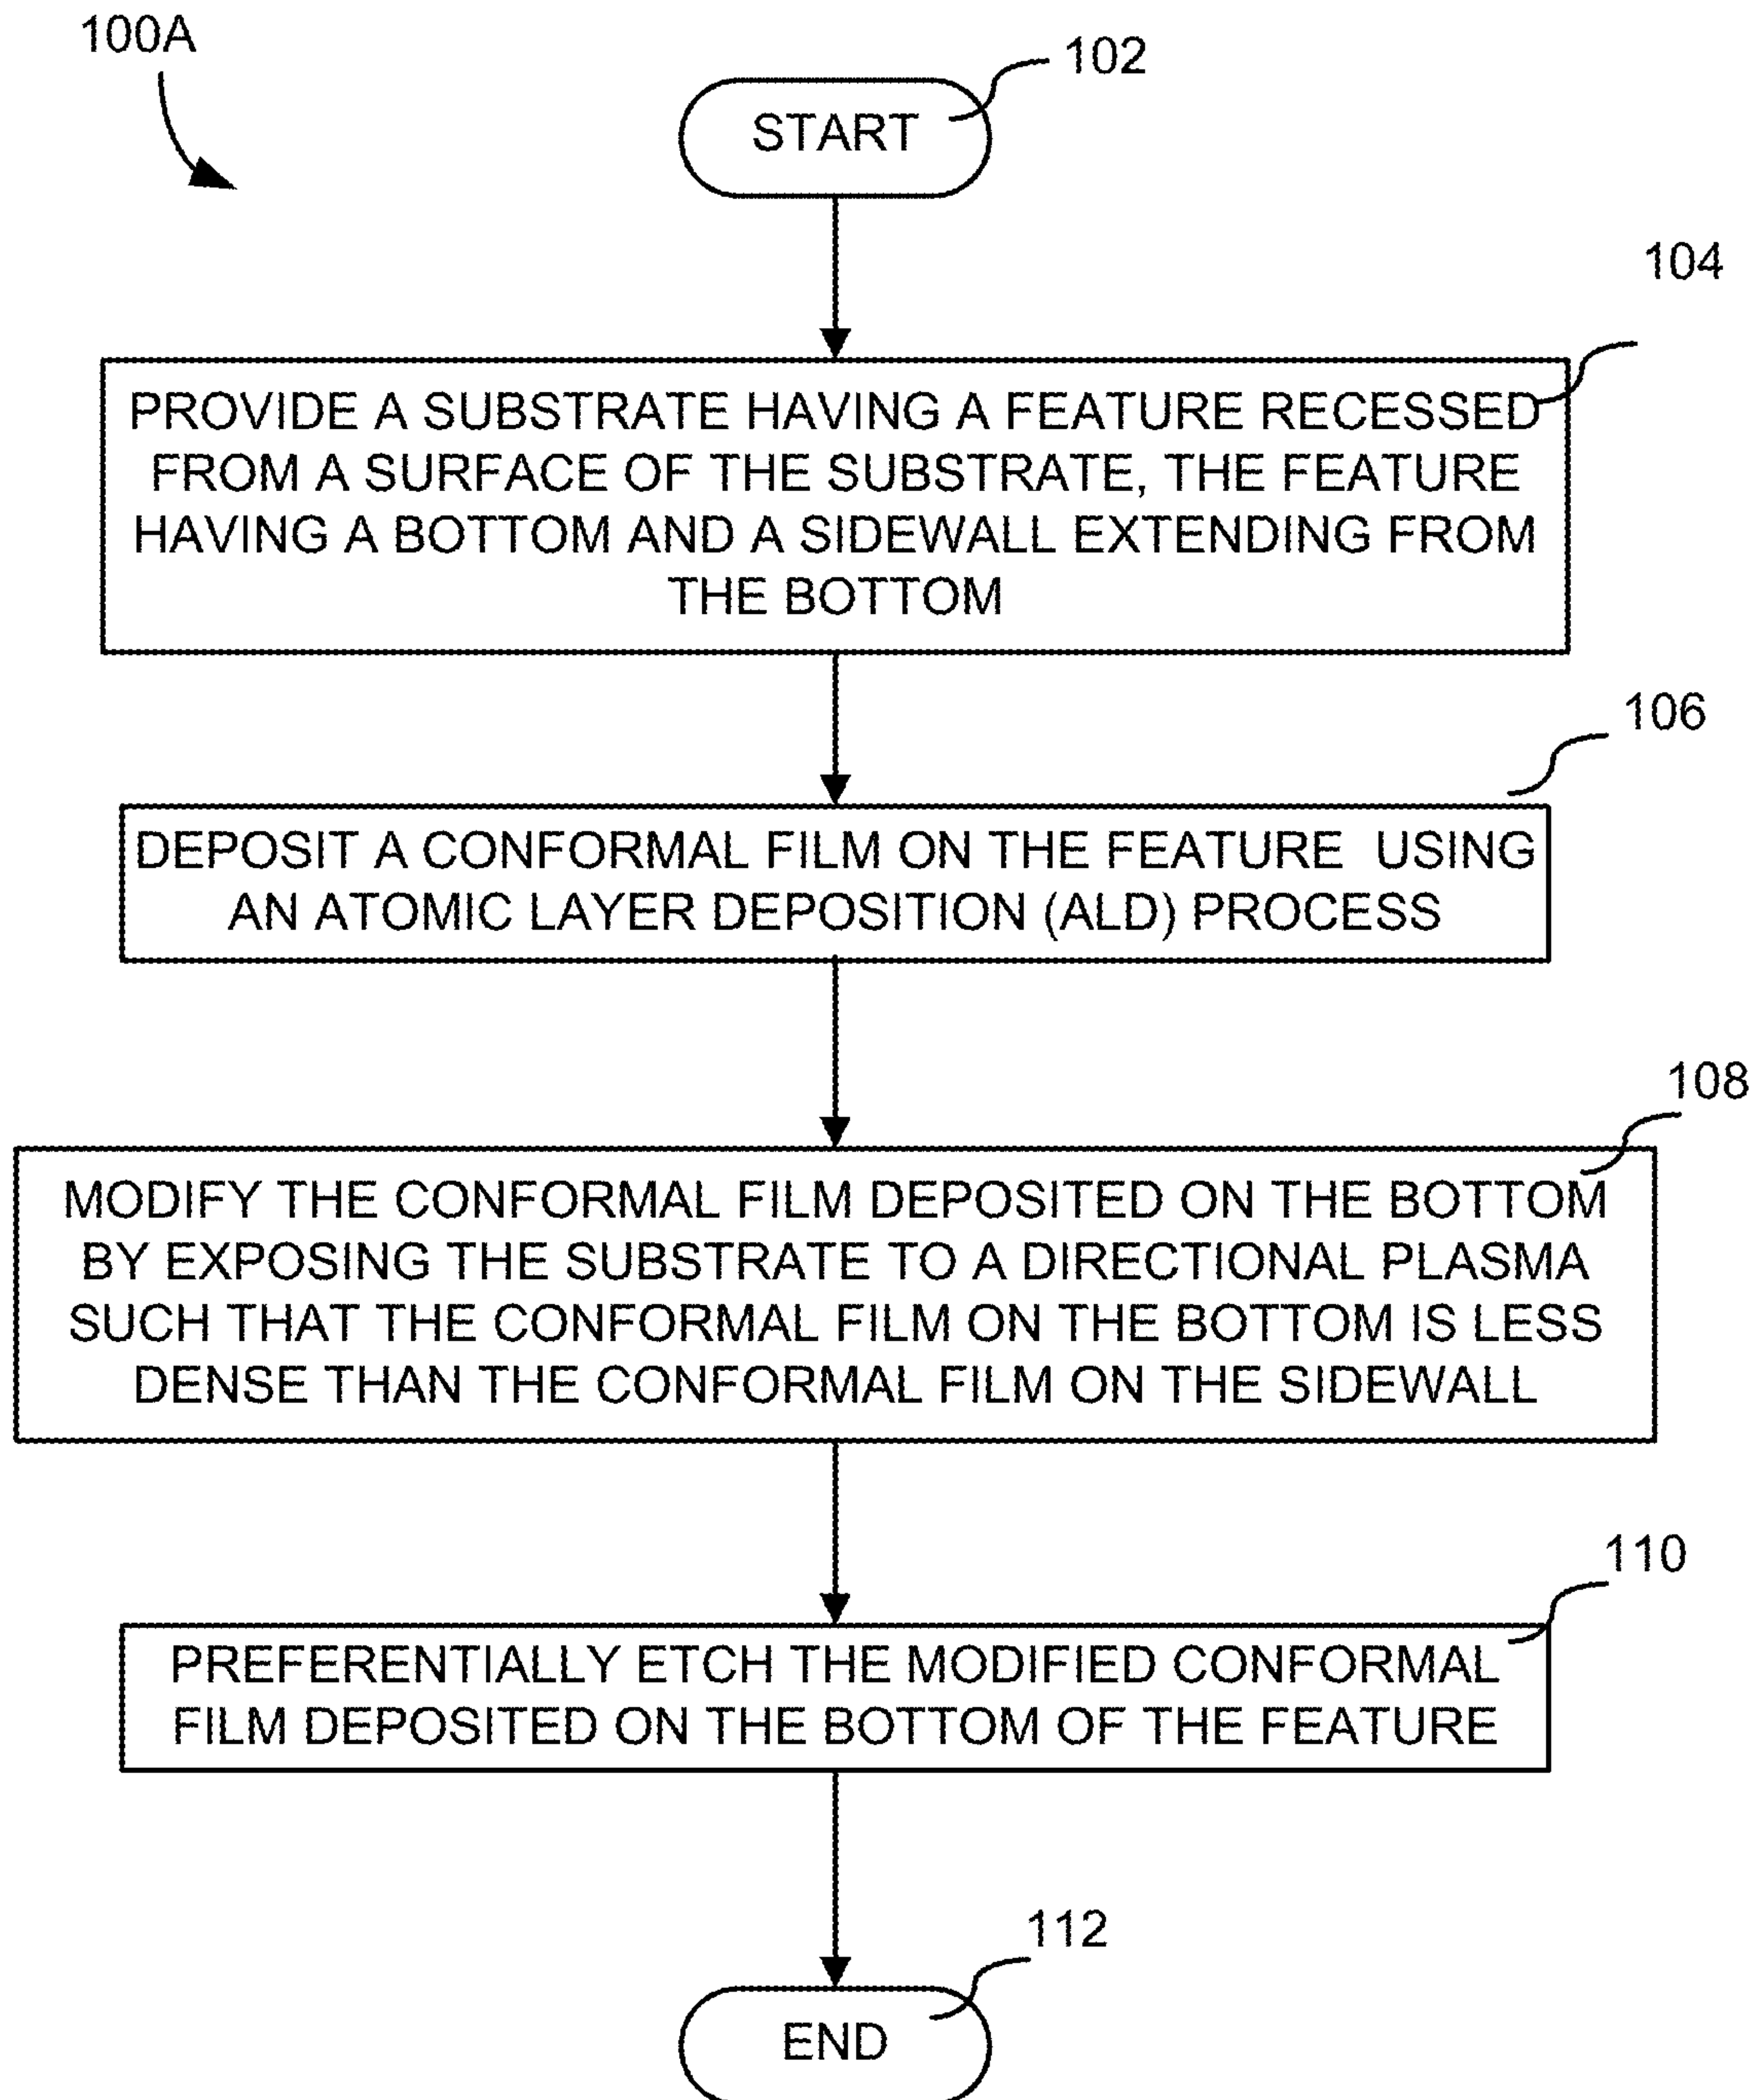 100A
102
START
104
PROVIDE A SUBSTRATE HAVING A FEATURE RECESSED
FROM A SURFACE OF THE SUBSTRATE, THE FEATURE
HAVING A BOTTOM AND A SIDEWALL EXTENDING FROM
THE BOTTOM
106
DEPOSIT A CONFORMAL FILM ON THE FEATURE USING
AN ATOMIC LAYER DEPOSITION (ALD) PROCESS
108
MODIFY THE CONFORMAL FILM DEPOSITED ON THE BOTTOM
BY EXPOSING THE SUBSTRATE TO A DIRECTIONAL PLASMA
SUCH THAT THE CONFORMAL FILM ON THE BOTTOM IS LESS
DENSE THAN THE CONFORMAL FILM ON THE SIDEWALL
110
PREFERENTIALLY ETCH THE MODIFIED CONFORMAL
FILM DEPOSITED ON THE BOTTOM OF THE FEATURE
112
END